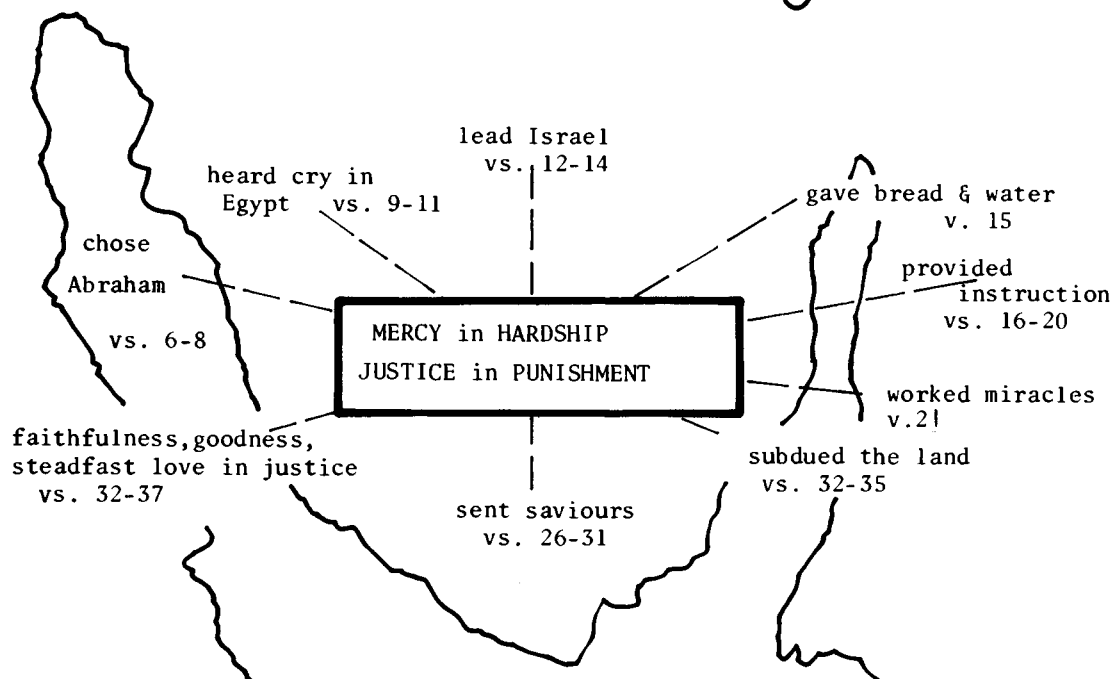 lead Israel
vs. 12-14
heard cry in
Egypt vs. 9-11
gave bread & water
v. 15
chose
Abraham
vs. 6-8
provided
instruction
vs. 16-20
MERCY in HARDSHIP
JUSTICE in PUNISHMENT
worked miracles
v.21
faithfulness,goodness,
steadfast love in justice
vs. 32-37
subdued the land
vs. 32-35
sent saviours
vs. 26-31